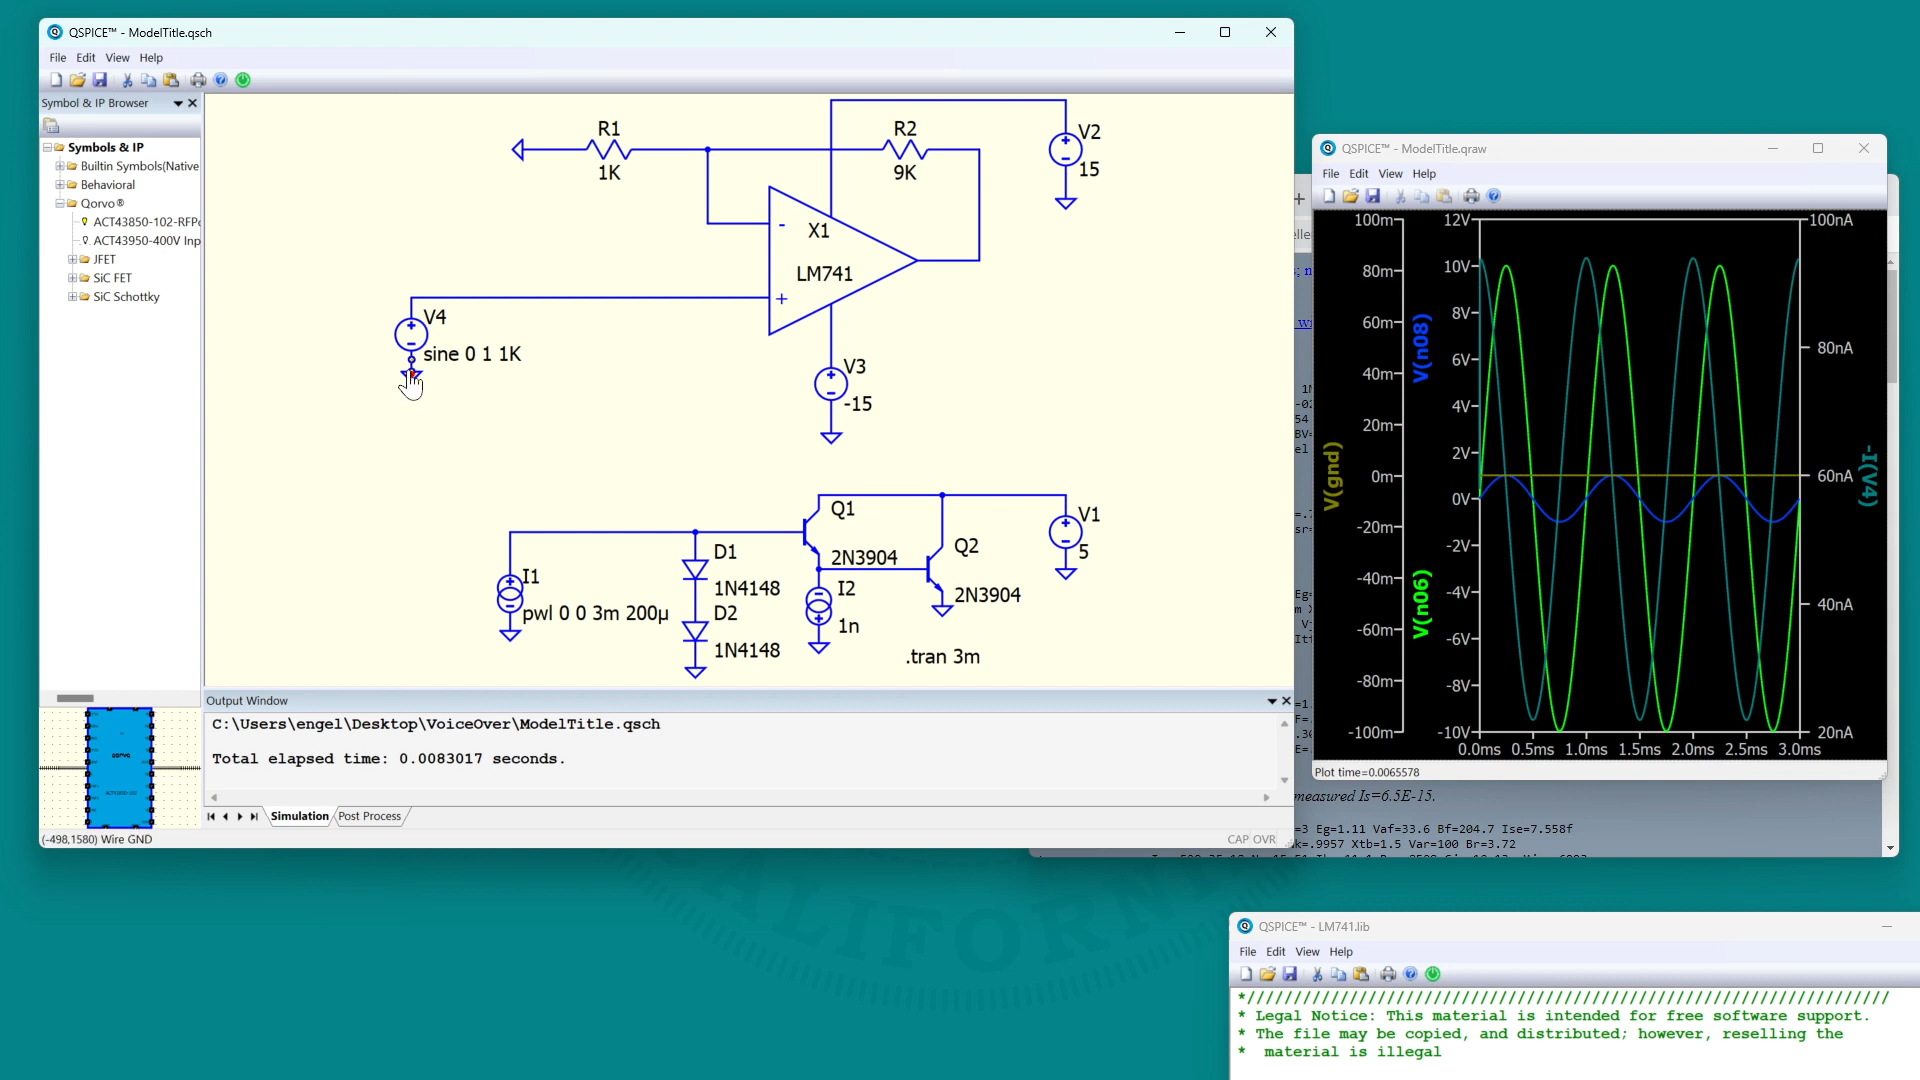 QSPICE™ - ModelTitle.qsch
File Edit View Help
Symbol & IP Browser
Symbols & IP
Builtin Symbols(Native
Behavioral
Qorvo®
ACT43850-102-RFP
ACT43950-400V Inp
JFET
SiC FET
SiC Schottky
R1
1K
R2
9K
V2
15
X1
LM741
-
+
V4
sine 0 1 1K
V3
-15
Q1
2N3904
Q2
2N3904
V1
5
I1
pwl 0 0 3m 200µ
D1
1N4148
D2
1N4148
I2
1n
.tran 3m
Output Window
C:\Users\engel\Desktop\VoiceOver\ModelTitle.qsch
Total elapsed time: 0.0083017 seconds.
Simulation Post Process
(-498,1580) Wire GND
CAP OVR
QSPICE™ - ModelTitle.qraw
File Edit View Help
100m 12V 100nA
80m 10V
60m 8V
80nA
40m 6V
20m 4V
2V
0m 0V 60nA
-20m -2V
-40m -4V
40nA
-60m -6V
-80m -8V
-100m -10V 20nA
V(gnd)
V(n08)
V(n06)
-I(V4)
0.0ms 0.5ms 1.0ms 1.5ms 2.0ms 2.5ms 3.0ms
Plot time=0.0065578
measured Is=6.5E-15.
=3 Eg=1.11 Vaf=33.6 Bf=204.7 Ise=7.558f
k=.9957 Xtb=1.5 Var=100 Br=3.72
CALIFORNI
QSPICE™ - LM741.lib
File Edit View Help
*//////////////////////////////////////////////////////////////////////
* Legal Notice: This material is intended for free software support.
* The file may be copied, and distributed; however, reselling the
* material is illegal